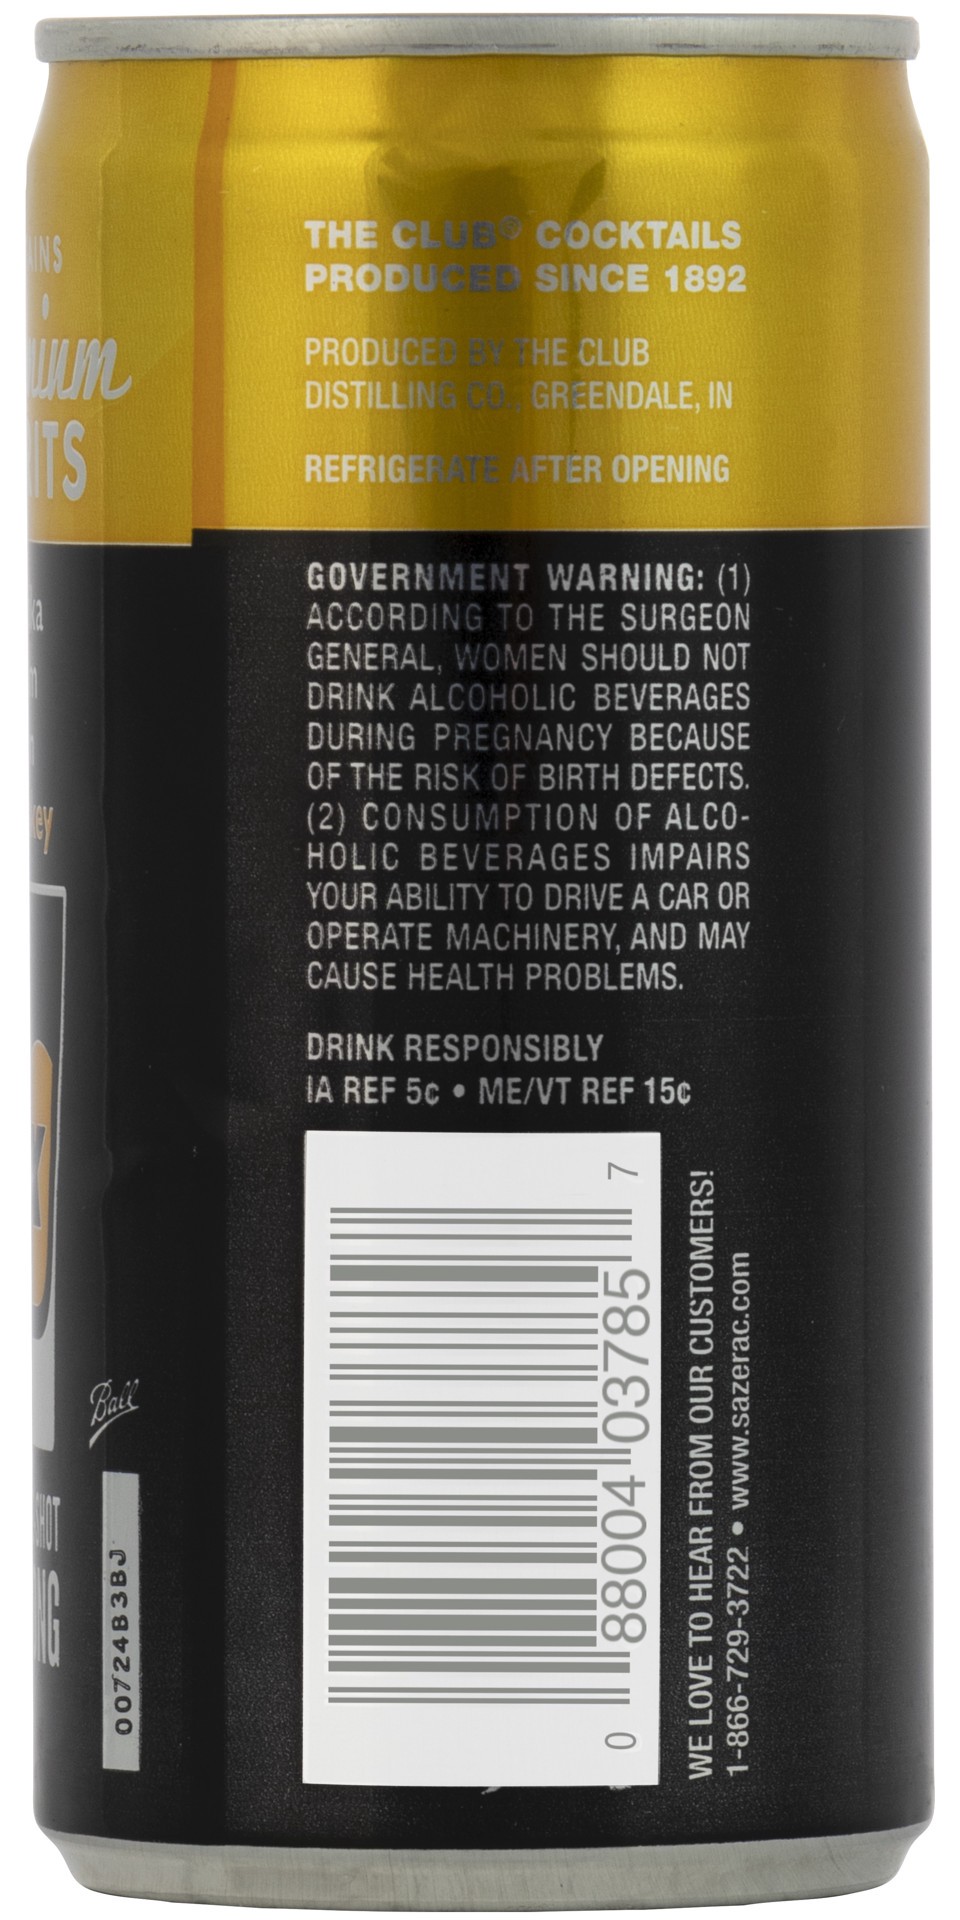 THE CLUB® COCKTAILS
PRODUCED SINCE 1892
PRODUCED BY THE CLUB
DISTILLING CO., GREENDALE, IN
REFRIGERATE AFTER OPENING
GOVERNMENT WARNING: (1)
ACCORDING TO THE SURGEON
GENERAL, WOMEN SHOULD NOT
DRINK ALCOHOLIC BEVERAGES
DURING PREGNANCY BECAUSE
OF THE RISK OF BIRTH DEFECTS.
(2) CONSUMPTION OF ALCO-
HOLIC BEVERAGES IMPAIRS
YOUR ABILITY TO DRIVE A CAR OR
OPERATE MACHINERY, AND MAY
CAUSE HEALTH PROBLEMS.
DRINK RESPONSIBLY
IA REF 5¢ • ME/VT REF 15¢
0 88004 03785 7
WE LOVE TO HEAR FROM OUR CUSTOMERS!
1-866-729-3722 • www.sazerac.com
Ball
00724B3BJ
SHOT